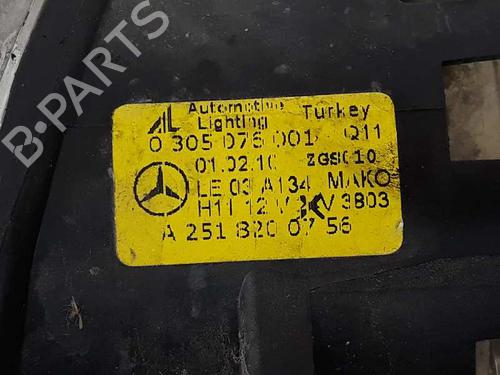 B-PARTS
AL Automotive Lighting Turkey
0 305 076 001 Q11
01.02.10 ZGS010
LE 03 A134 MAKO
H11 12 V 3803
A 251 820 07 56